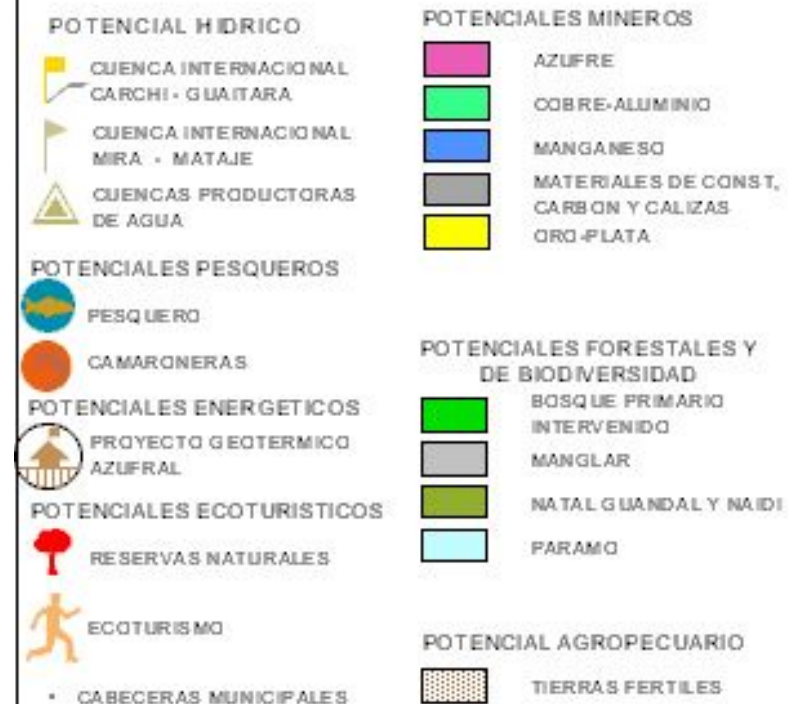 POTENCIAL HIDRICO
CUENCA INTERNACIONAL
CARCHI - GUAITARA
CUENCA INTERNACIONAL
MIRA - MATAJE
CUENCAS PRODUCTORAS
DE AGUA
POTENCIALES PESQUEROS
PESQUERO
CAMARONERAS
POTENCIALES ENERGETICOS
PROYECTO GEOTERMICO
AZUFRAL
POTENCIALES ECOTURISTICOS
RESERVAS NATURALES
ECOTURISMO
CABECERAS MUNICIPALES
POTENCIALES MINEROS
AZUFRE
COBRE-ALUMINIO
MANGANESO
MATERIALES DE CONST,
CARBON Y CALIZAS
ORO-PLATA
POTENCIALES FORESTALES Y
DE BIODIVERSIDAD
BOSQUE PRIMARIO
INTERVENIDO
MANGLAR
NATAL GUANDAL Y NAIDI
PARAMO
POTENCIAL AGROPECUARIO
TIERRAS FERTILES